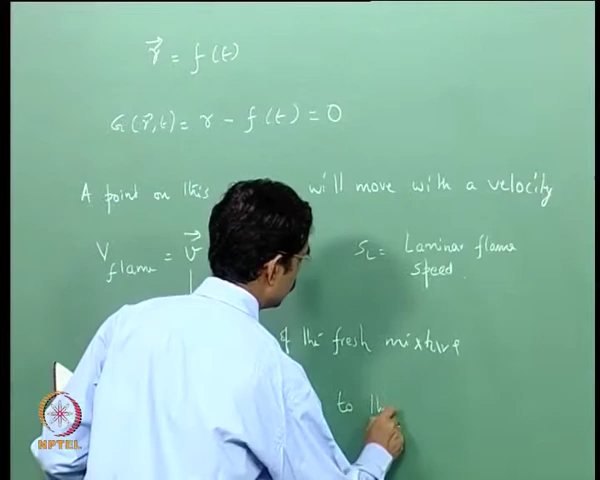 r⃗ = f(t)
G(r⃗,t) = r - f(t) = 0
A point on this will move with a velocity
V flame = v⃗ S_L = Laminar flame
speed.
of the fresh mixture
to th
NPTEL